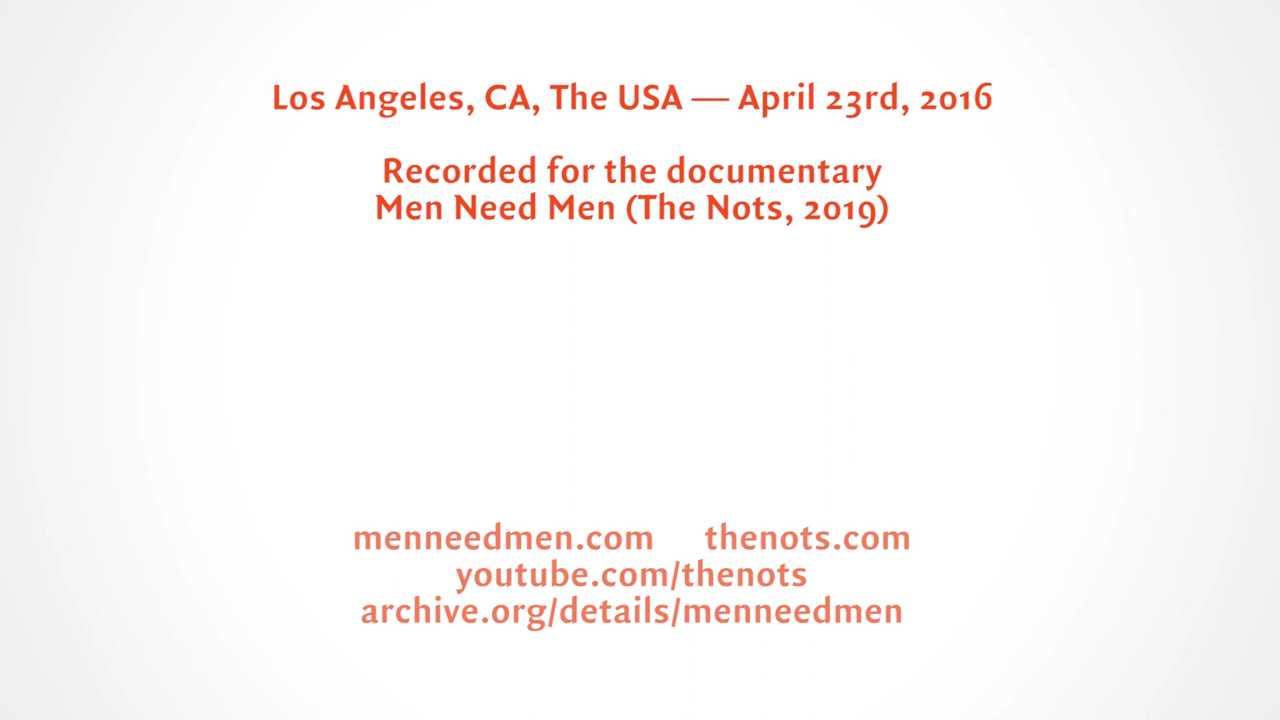 Los Angeles, CA, The USA — April 23rd, 2016
Recorded for the documentary
Men Need Men (The Nots, 2019)
menneedmen.com thenots.com
youtube.com/thenots
archive.org/details/menneedmen